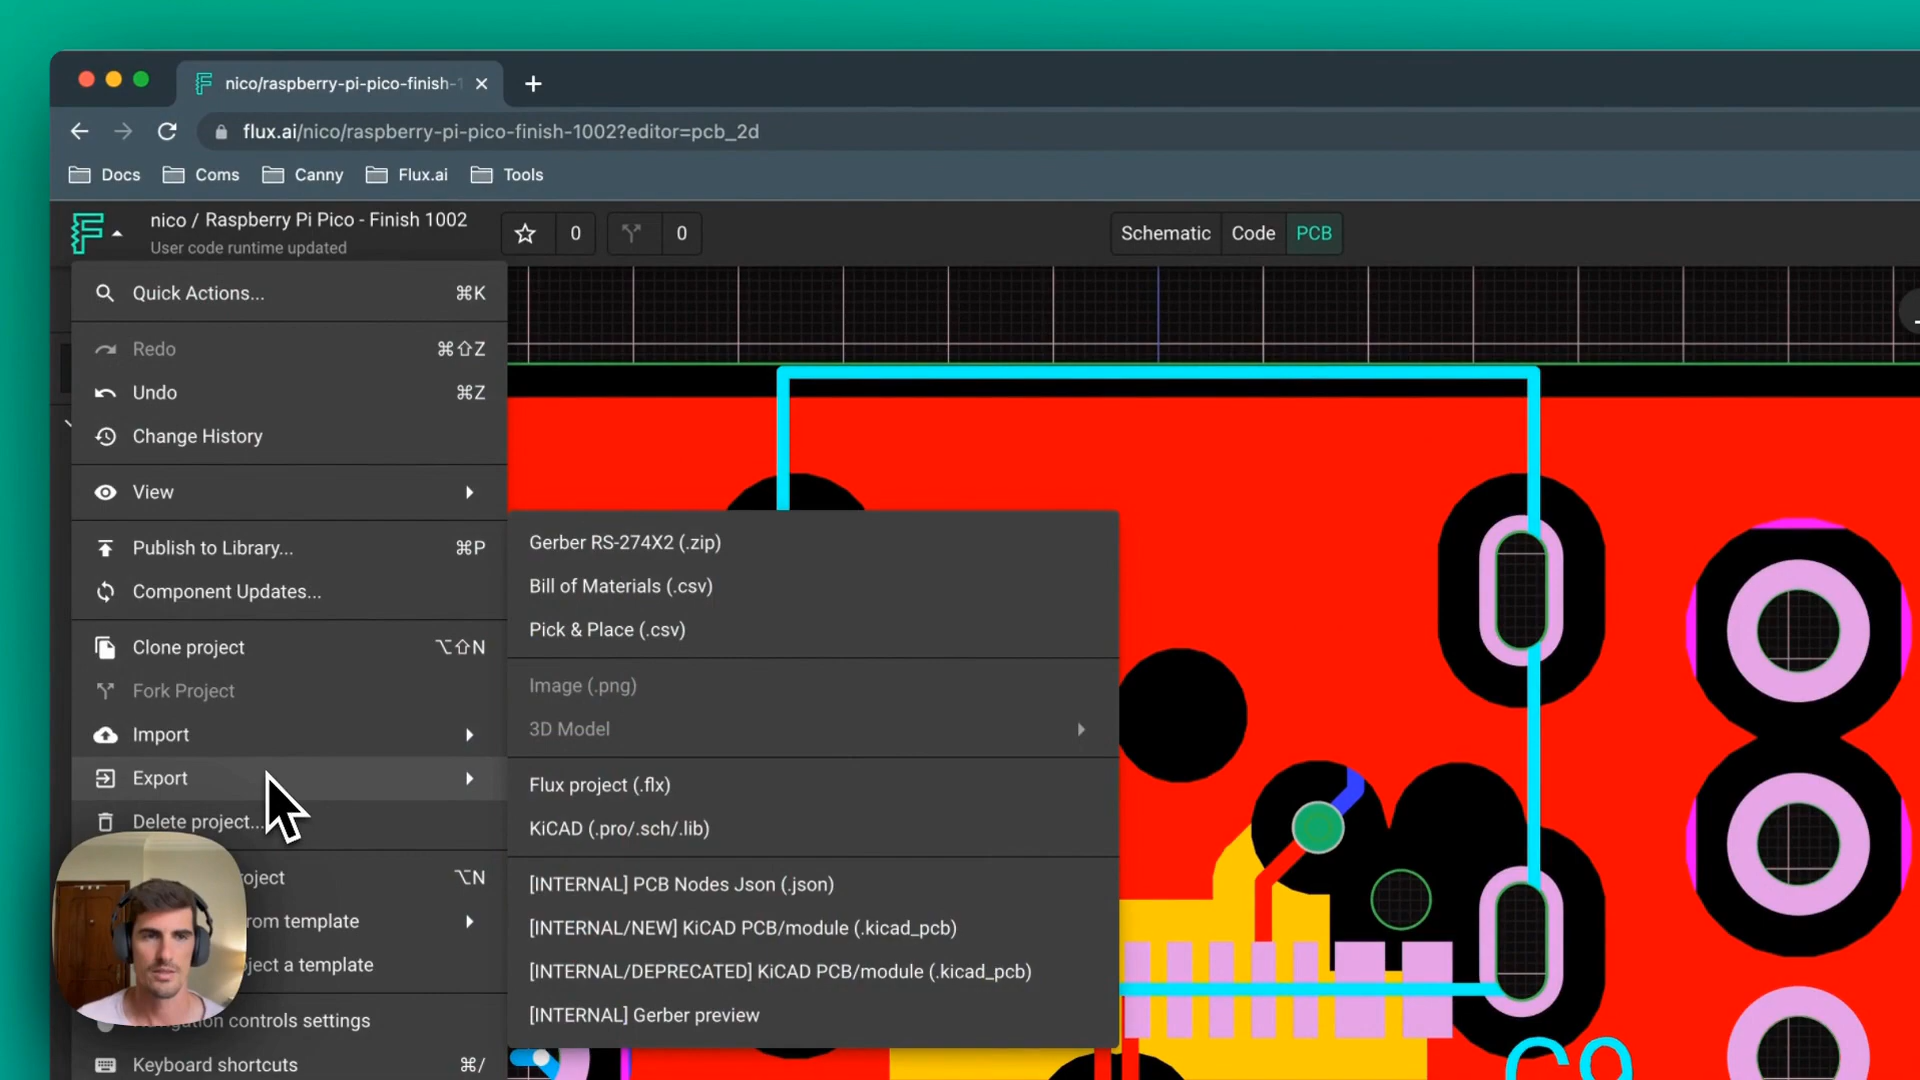 nico/raspberry-pi-pico-finish-1
flux.ai/nico/raspberry-pi-pico-finish-1002?editor=pcb_2d
Docs Coms Canny Flux.ai Tools
nico / Raspberry Pi Pico - Finish 1002
User code runtime updated
0 0
Schematic Code PCB
Quick Actions... ⌘K
Redo ⌘⇧Z
Undo ⌘Z
Change History
View
Publish to Library... ⌘P
Component Updates...
Clone project ⌥⇧N
Fork Project
Import
Export
Delete project...
oject ⌥N
rom template
oject a template
controls settings
Keyboard shortcuts ⌘/
Gerber RS-274X2 (.zip)
Bill of Materials (.csv)
Pick & Place (.csv)
Image (.png)
3D Model
Flux project (.flx)
KiCAD (.pro/.sch/.lib)
[INTERNAL] PCB Nodes Json (.json)
[INTERNAL/NEW] KiCAD PCB/module (.kicad_pcb)
[INTERNAL/DEPRECATED] KiCAD PCB/module (.kicad_pcb)
[INTERNAL] Gerber preview